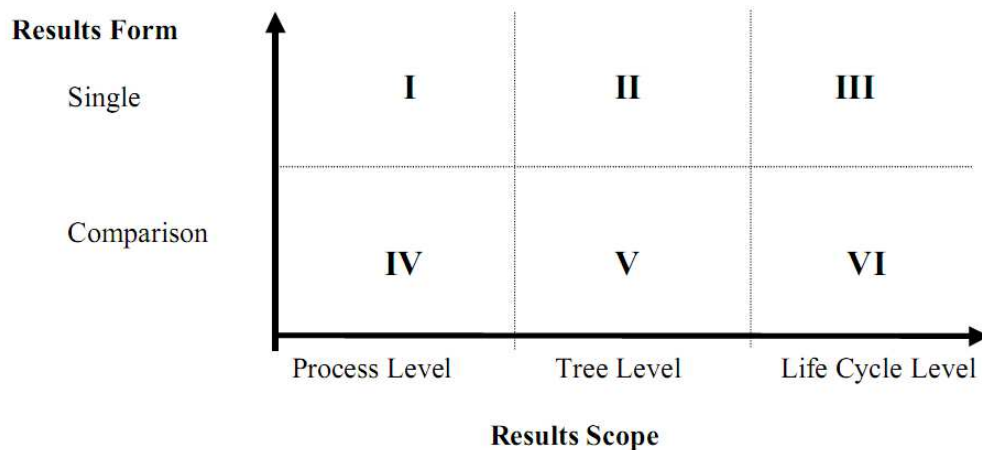 Results Form
Single
I II III
Comparison
IV V VI
Process Level Tree Level Life Cycle Level
Results Scope